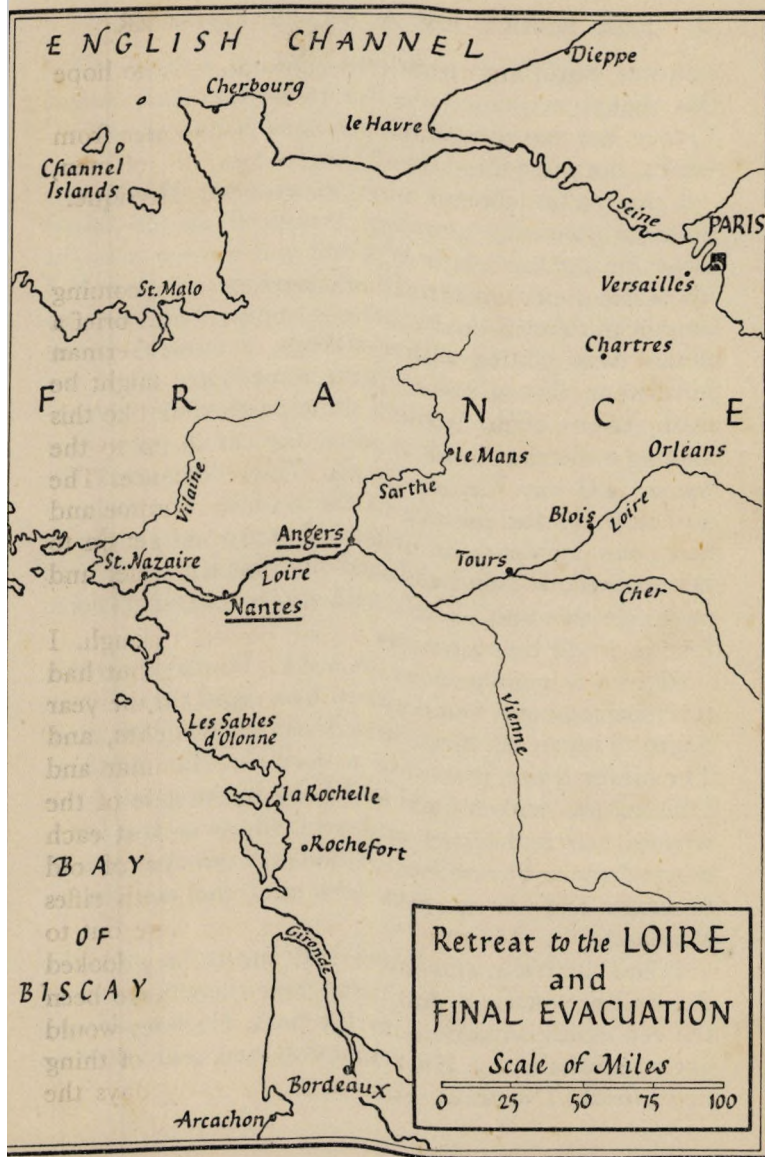 ENGLISH CHANNEL
Dieppe
Cherbourg
le Havre
Channel
Islands
Seine
PARIS
Versailles
St. Malo
Chartres
FRANCE
le Mans
Orleans
Vilaine
Sarthe
Blois
Loire
Angers
St. Nazaire
Loire
Tours
Cher
Nantes
Vienne
Les Sables
d'Olonne
la Rochelle
Rochefort
BAY
OF
BISCAY
Gironde
Bordeaux
Arcachon
Retreat to the LOIRE
and
FINAL EVACUATION
Scale of Miles
0 25 50 75 100